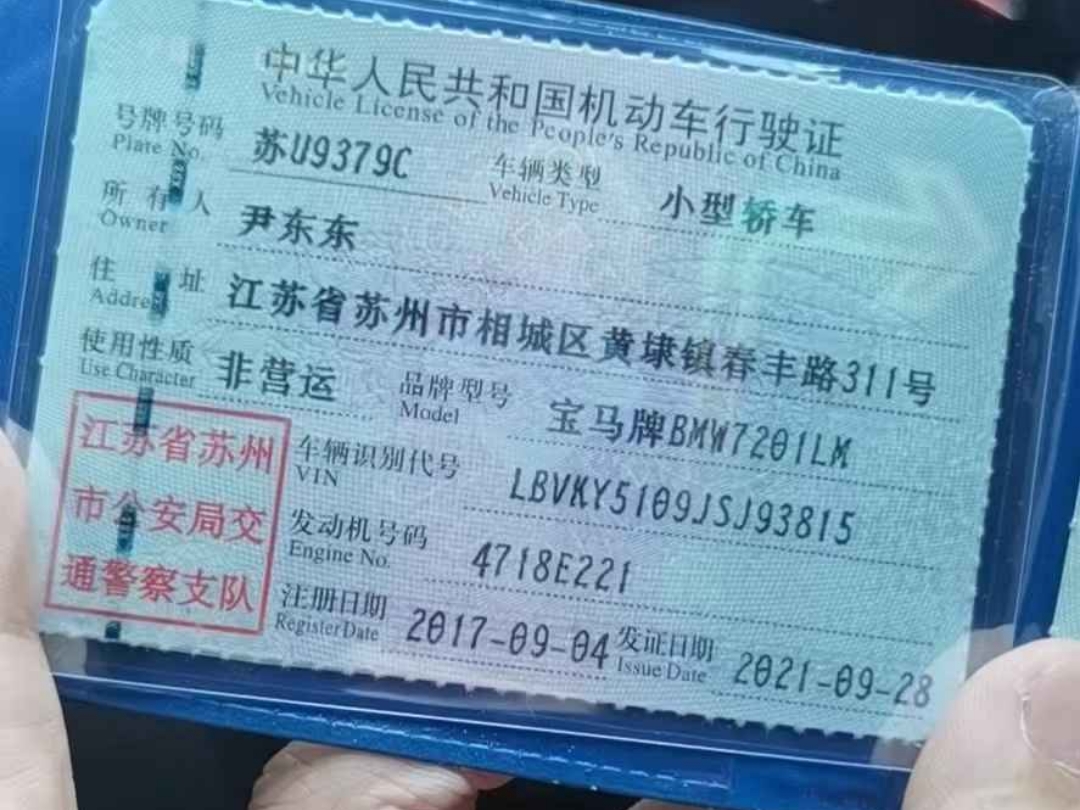 中华人民共和国机动车行驶证
Vehicle License of the People's Republic of China
号牌号码 苏U9379C 车辆类型 小型轿车
Plate No. Vehicle Type
所有人 尹东东
Owner
住址 江苏省苏州市相城区黄埭镇春丰路311号
Address
使用性质 非营运 品牌型号 宝马牌BMW7201LM
Use Character Model
江苏省苏州
市公安局交
通警察支队
车辆识别代号 LBVKY5109JSJ93815
VIN
发动机号码 4718E221
Engine No.
注册日期 2017-09-04 发证日期 2021-09-28
Register Date Issue Date